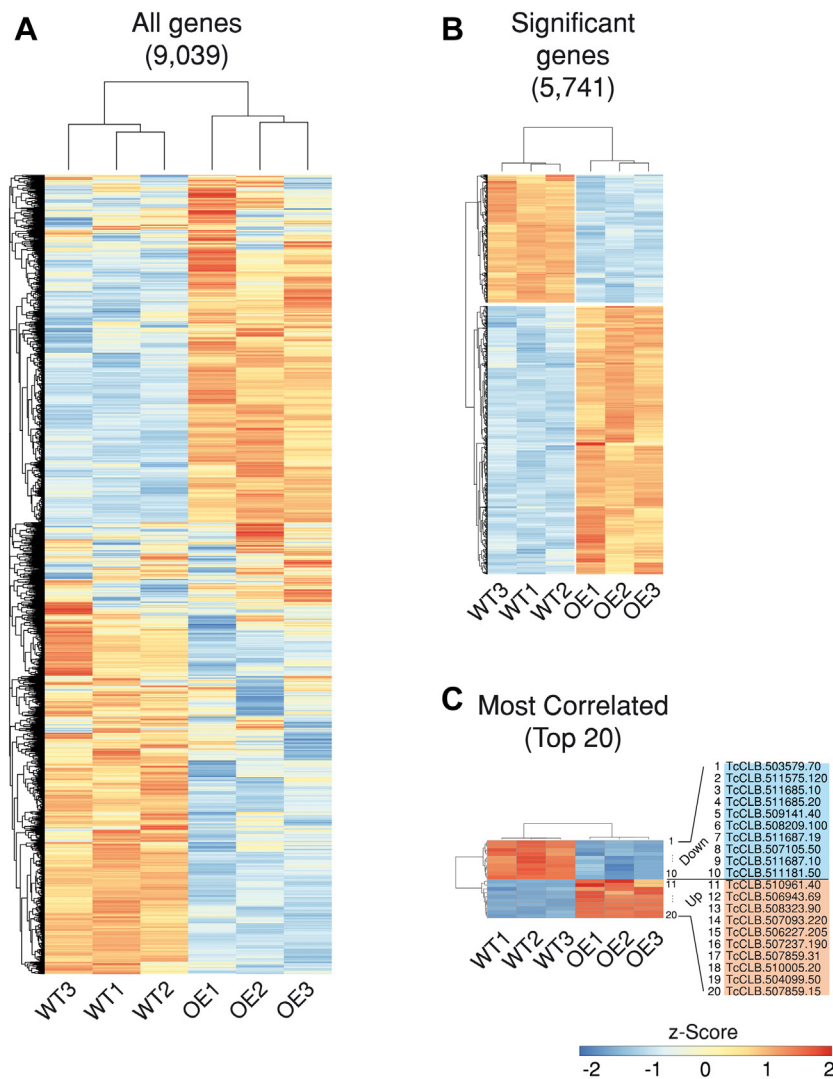 A
All genes
(9,039)
WT3 WT1 WT2 OE1 OE2 OE3
B
Significant
genes
(5,741)
WT3 WT1 WT2 OE1 OE2 OE3
C
Most Correlated
(Top 20)
1
⋮
10
11
⋮
20
Down
Up
WT1 WT2 WT3 OE1 OE2 OE3
1 TcCLB.503579.70
2 TcCLB.511575.120
3 TcCLB.511685.10
4 TcCLB.511685.20
5 TcCLB.509141.40
6 TcCLB.508209.100
7 TcCLB.511687.19
8 TcCLB.507105.50
9 TcCLB.511687.10
10 TcCLB.511181.50
11 TcCLB.510961.40
12 TcCLB.506943.69
13 TcCLB.508323.90
14 TcCLB.507093.220
15 TcCLB.506227.205
16 TcCLB.507237.190
17 TcCLB.507859.31
18 TcCLB.510005.20
19 TcCLB.504099.50
20 TcCLB.507859.15
z-Score
-2 -1 0 1 2